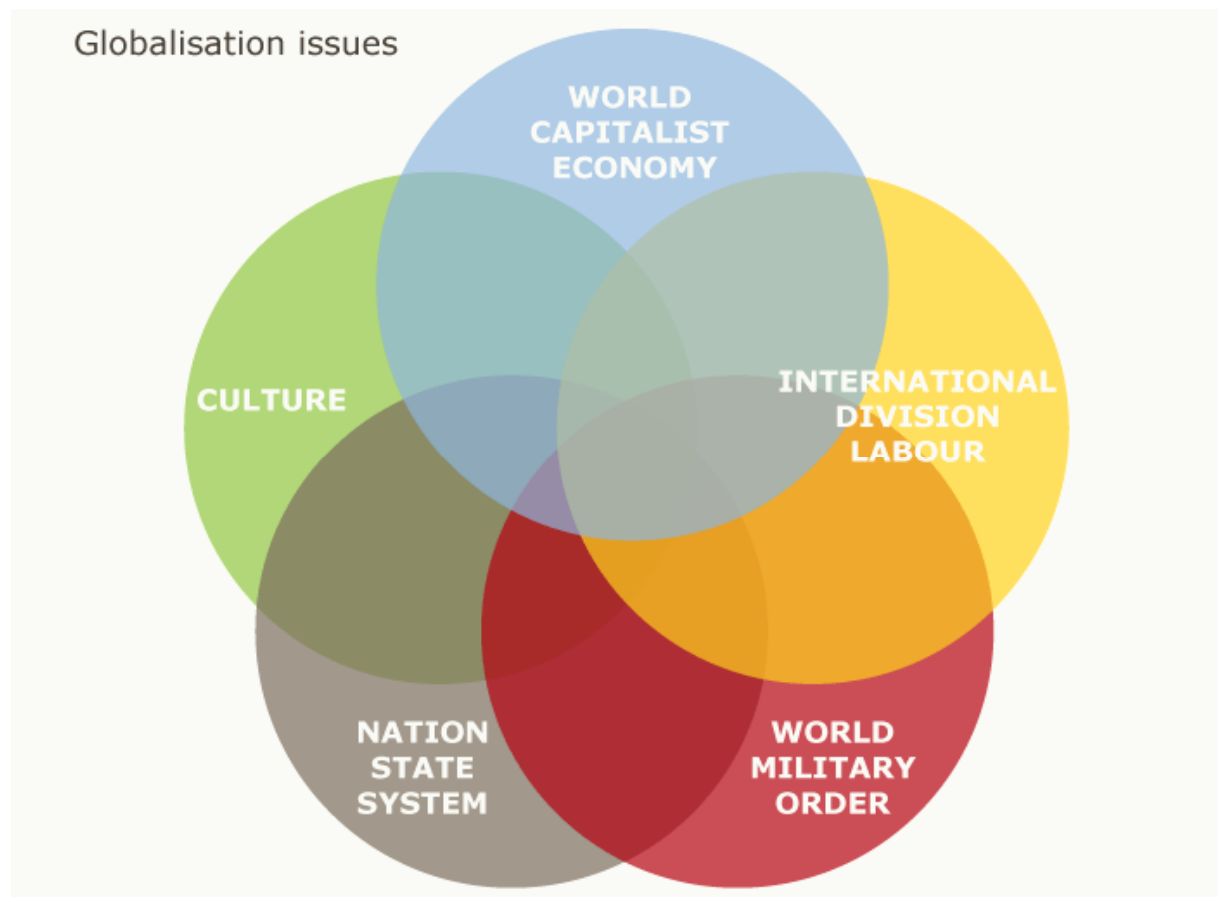 Globalisation issues
WORLD
CAPITALIST
ECONOMY
CULTURE
INTERNATIONAL
DIVISION
LABOUR
NATION
STATE
SYSTEM
WORLD
MILITARY
ORDER